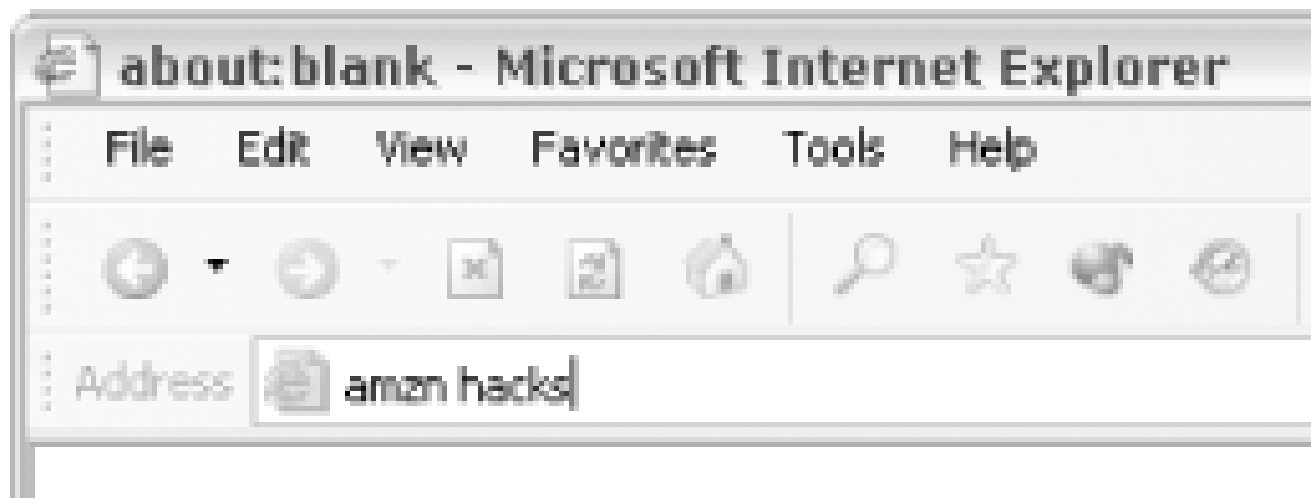 about:blank - Microsoft Internet Explorer
File Edit View Favorites Tools Help
Address amzn hacks